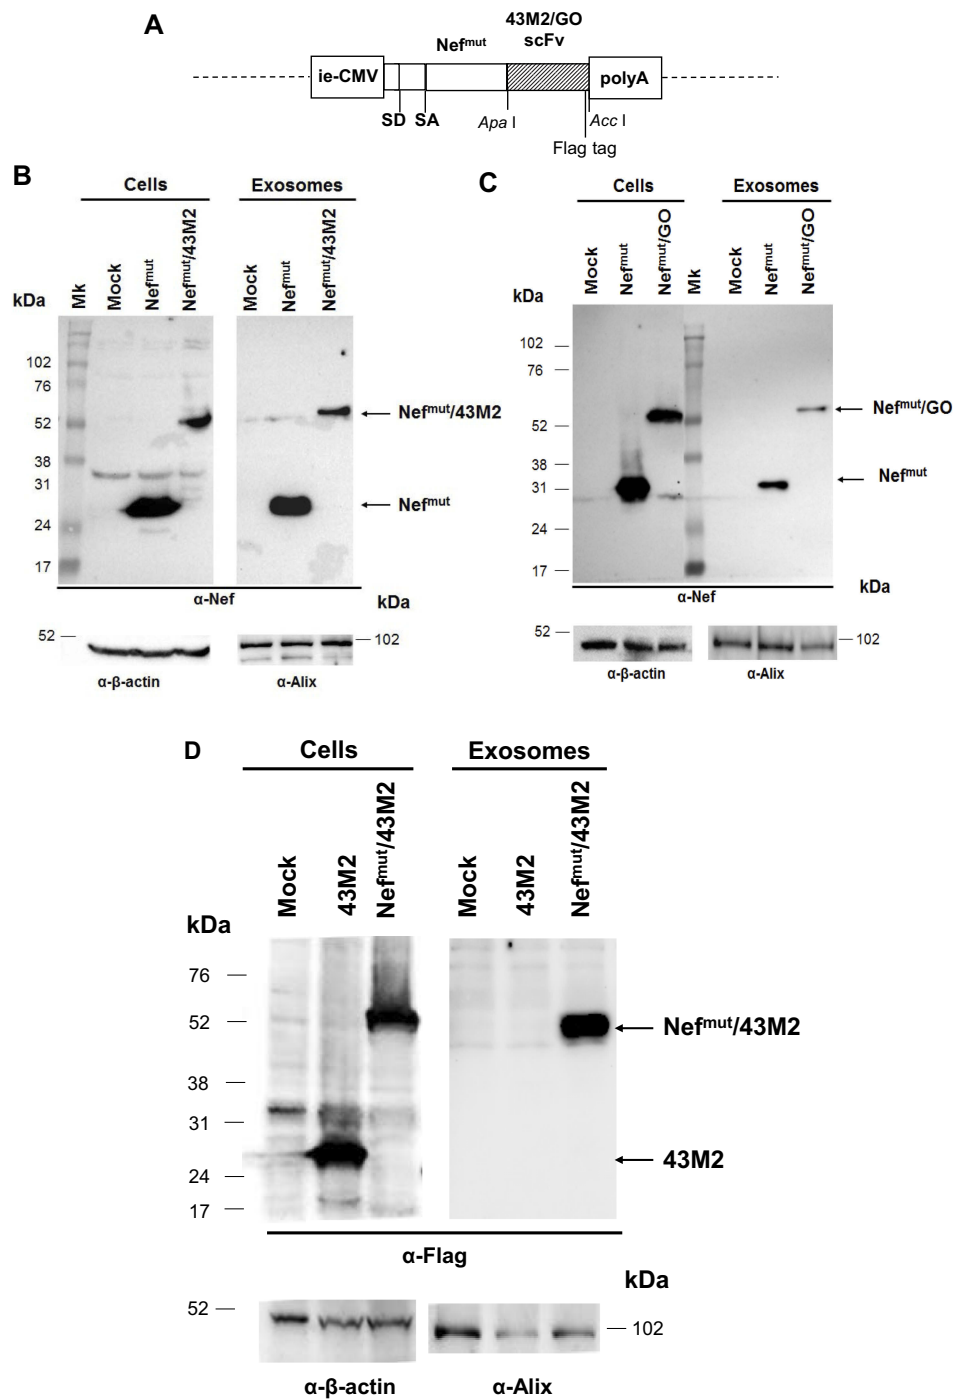 A
43M2/GO
scFv
Nefmut
ie-CMV
polyA
SD SA
Apa I
Acc I
Flag tag
B
Cells
Exosomes
kDa
Mk
Mock
Nefmut
Nefmut/43M2
Mock
Nefmut
Nefmut/43M2
102
76
52
38
31
24
17
Nefmut/43M2
Nefmut
α-Nef
kDa
52
102
α-β-actin
α-Alix
C
Cells
Exosomes
kDa
Mock
Nefmut
Nefmut/GO
Mk
Mock
Nefmut
Nefmut/GO
102
76
52
38
31
24
17
Nefmut/GO
Nefmut
α-Nef
kDa
52
102
α-β-actin
α-Alix
D
Cells
Exosomes
kDa
Mock
43M2
Nefmut/43M2
Mock
43M2
Nefmut/43M2
76
52
38
31
24
17
Nefmut/43M2
43M2
α-Flag
kDa
52
102
α-β-actin
α-Alix